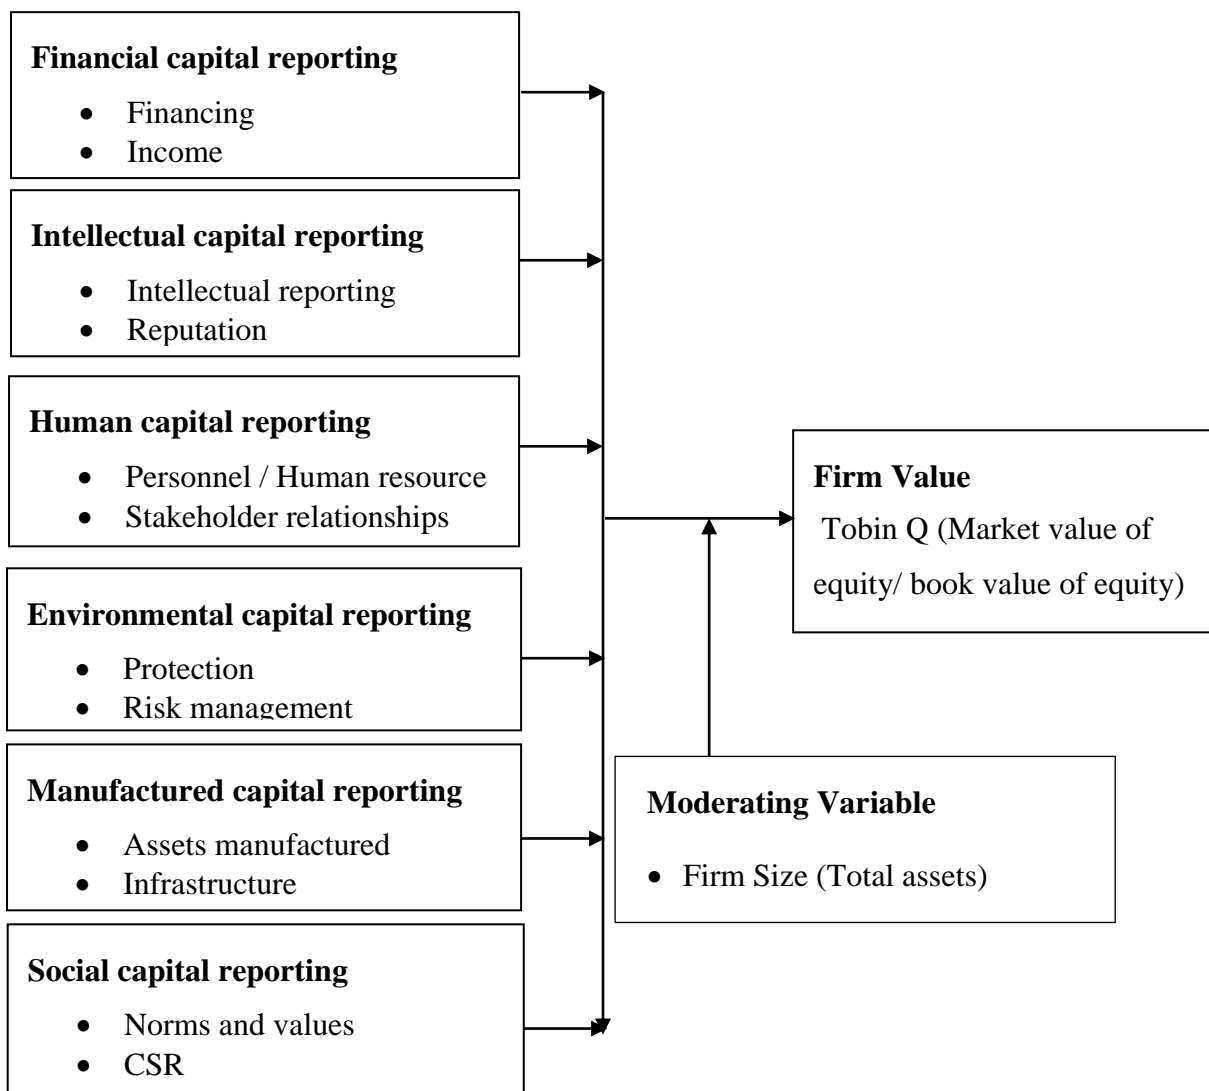 Financial capital reporting
• Financing
• Income
Intellectual capital reporting
• Intellectual reporting
• Reputation
Human capital reporting
• Personnel / Human resource
• Stakeholder relationships
Environmental capital reporting
• Protection
• Risk management
Manufactured capital reporting
• Assets manufactured
• Infrastructure
Social capital reporting
• Norms and values
• CSR
Firm Value
Tobin Q (Market value of
equity/ book value of equity)
Moderating Variable
• Firm Size (Total assets)